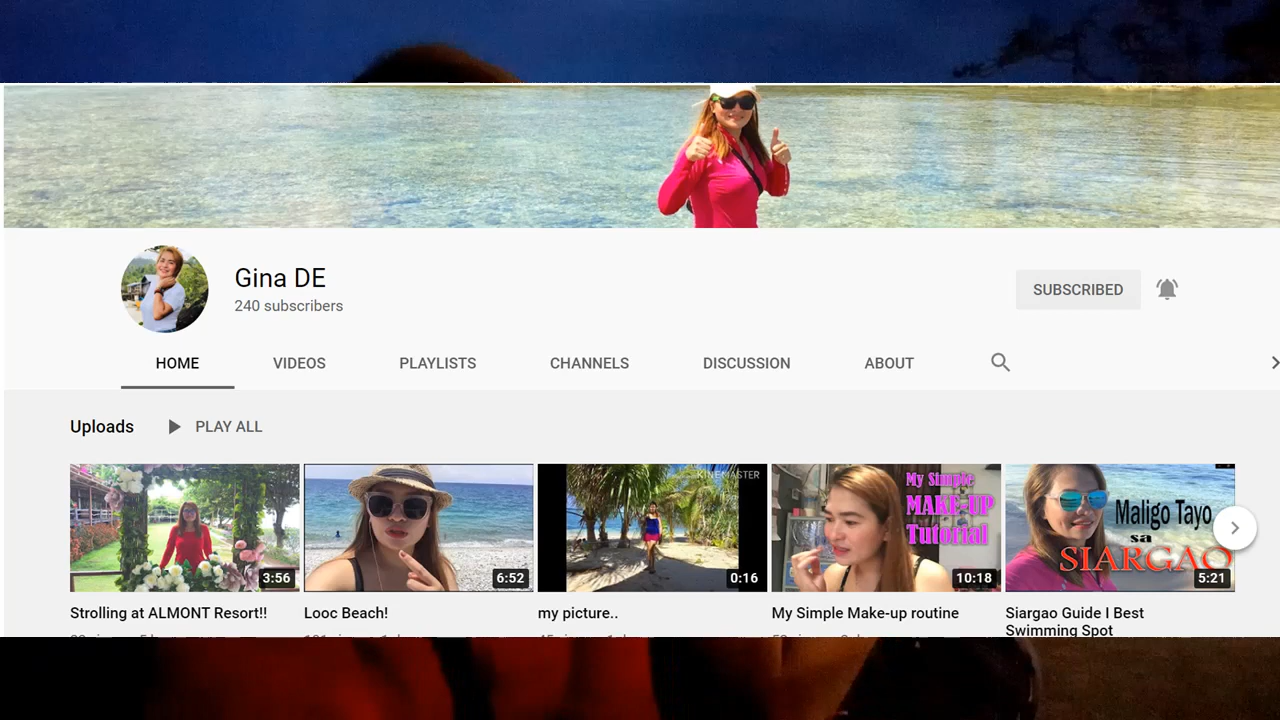 Gina DE
240 subscribers
SUBSCRIBED
HOME
VIDEOS
PLAYLISTS
CHANNELS
DISCUSSION
ABOUT
Uploads
PLAY ALL
3:56
6:52
KINEMASTER
0:16
My Simple
MAKE-UP
Tutorial
10:18
Maligo Tayo
sa
SIARGAO
5:21
Strolling at ALMONT Resort!!
Looc Beach!
my picture..
My Simple Make-up routine
Siargao Guide I Best
Swimming Spot